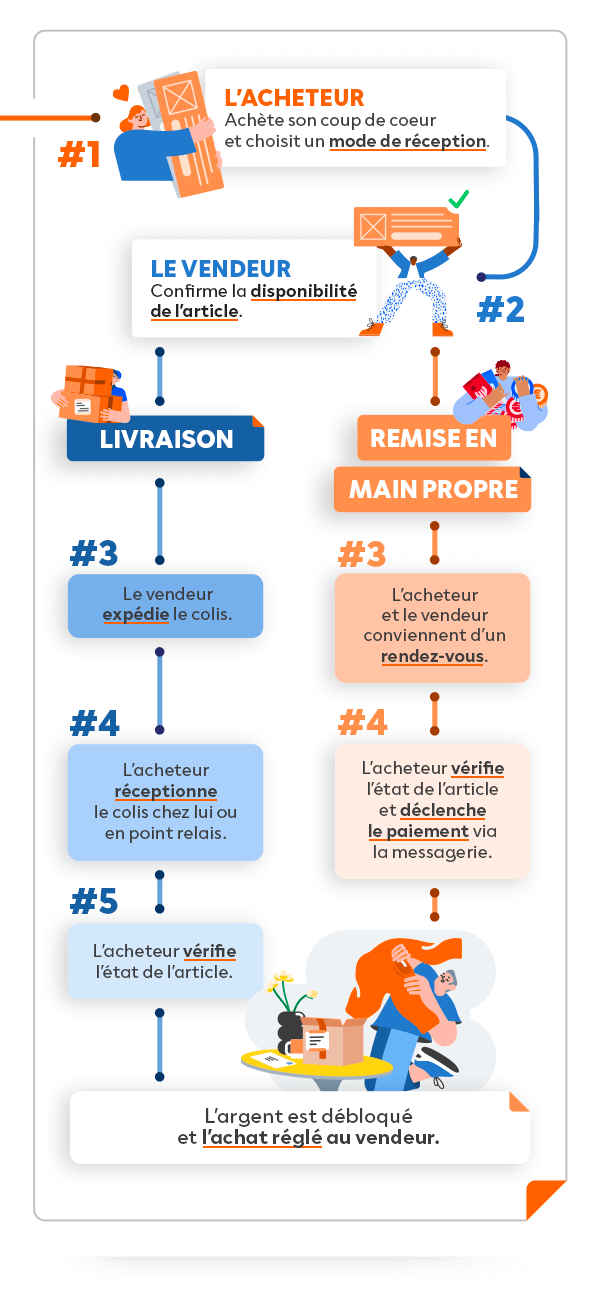 #1
L'ACHETEUR
Achète son coup de coeur
et choisit un mode de réception.
#2
LE VENDEUR
Confirme la disponibilité
de l'article.
LIVRAISON
#3
Le vendeur
expédie le colis.
#4
L'acheteur
réceptionne
le colis chez lui ou
en point relais.
#5
L'acheteur vérifie
l'état de l'article.
REMISE EN
MAIN PROPRE
#3
L'acheteur
et le vendeur
conviennent d'un
rendez-vous.
#4
L'acheteur vérifie
l'état de l'article
et déclenche
le paiement via
la messagerie.
L'argent est débloqué
et l'achat réglé au vendeur.